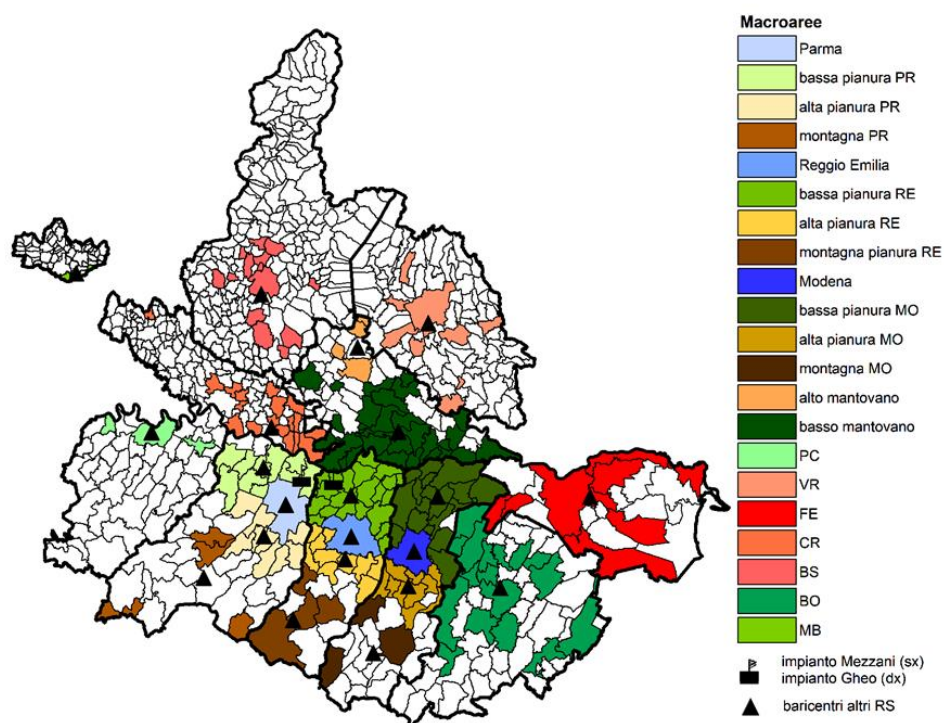 Macroaree
Parma
bassa pianura PR
alta pianura PR
montagna PR
Reggio Emilia
bassa pianura RE
alta pianura RE
montagna pianura RE
Modena
bassa pianura MO
alta pianura MO
montagna MO
alto mantovano
basso mantovano
PC
VR
FE
CR
BS
BO
MB
impianto Mezzani (sx)
impianto Gheo (dx)
baricentri altri RS